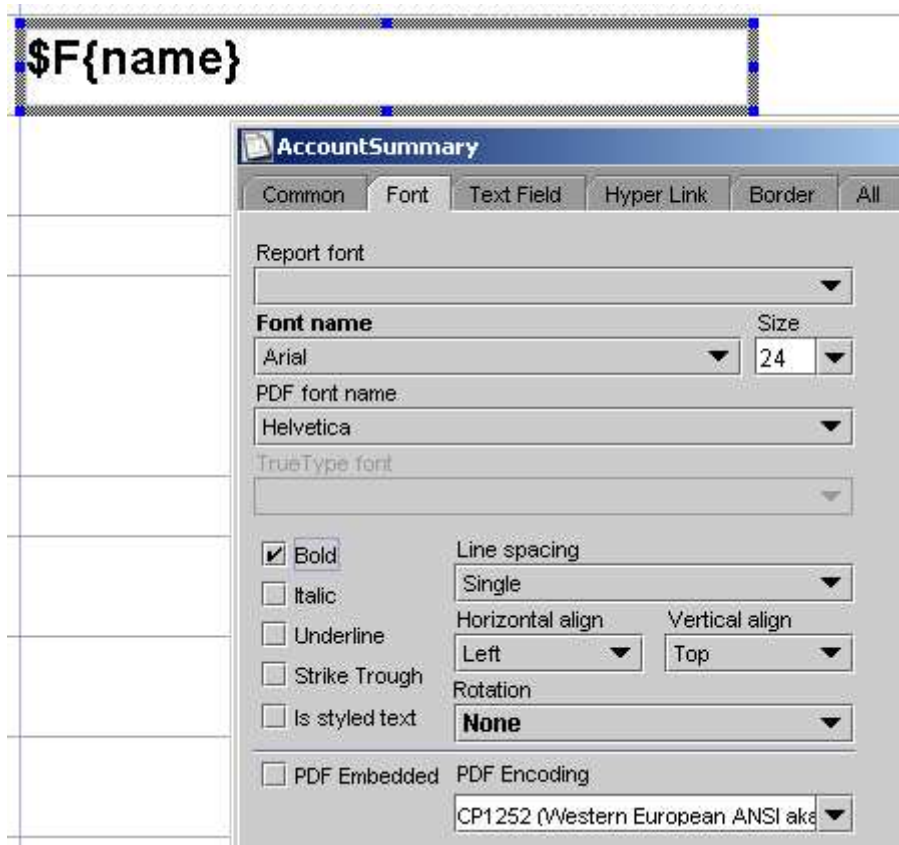 $F{name}
AccountSummary
Common Font Text Field Hyper Link Border All
Report font
Font name Size
Arial 24
PDF font name
Helvetica
TrueType font
Bold Line spacing
Single
Italic
Horizontal align Vertical align
Underline
Left Top
Strike Trough
Rotation
Is styled text None
PDF Embedded PDF Encoding
CP1252 (Western European ANSI aka